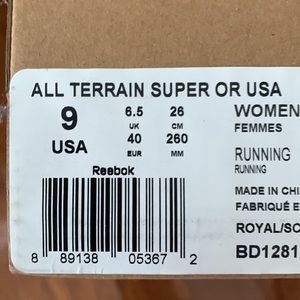 ALL TERRAIN SUPER OR USA
9
USA
6.5 26
UK CM
40 260
EUR MM
Reebok
8 89138 05367 2
WOMEN
FEMMES
RUNNING
RUNNING
MADE IN CHI
FABRIQUÉ E
ROYAL/SC
BD1281